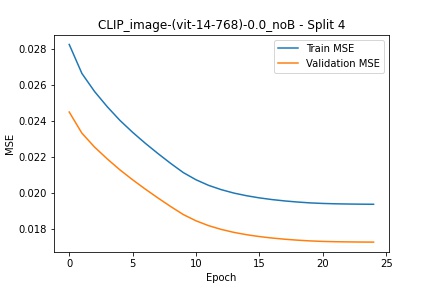 CLIP_image-(vit-14-768)-0.0_noB - Split 4
Train MSE
Validation MSE
0.028
0.026
0.024
0.022
0.020
0.018
MSE
0 5 10 15 20 25
Epoch